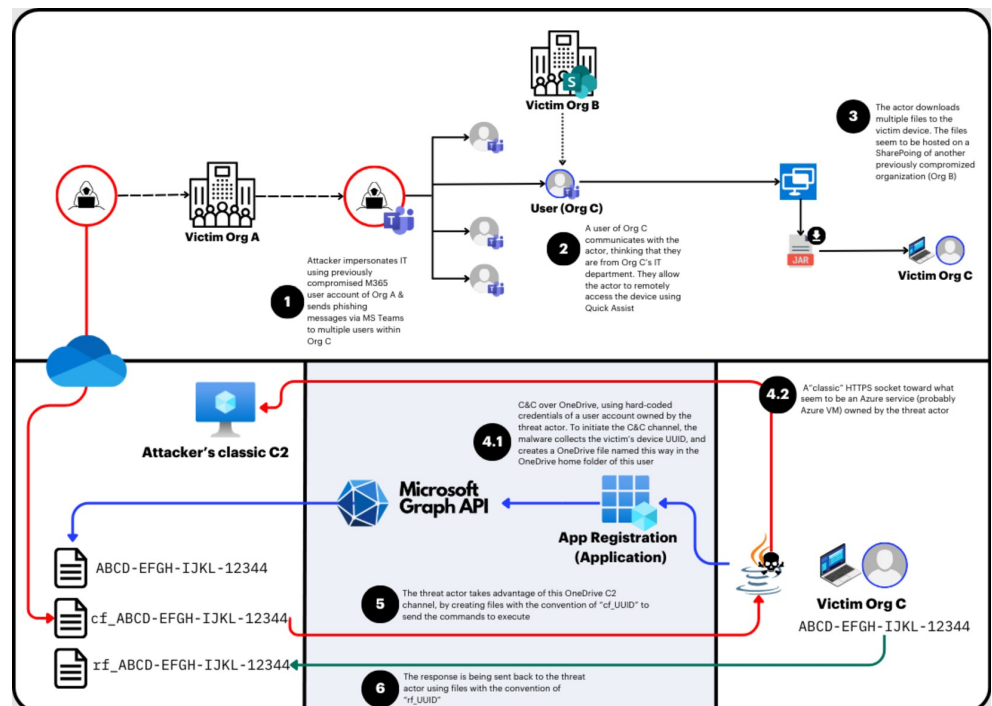 Victim Org B
Victim Org A
User (Org C)
3
The actor downloads
multiple files to the
victim device. The files
seem to be hosted on a
SharePoing of another
previously compromized
organization (Org B)
JAR
Victim Org C
1
Attacker impersonates IT
using previously
compromised M365
user account of Org A &
sends phishing
messages via MS Teams
to multiple users within
Org C
2
A user of Org C
communicates with the
actor, thinking that they
are from Org C's IT
department. They allow
the actor to remotely
access the device using
Quick Assist
Attacker's classic C2
4.1
C&C over OneDrive, using hard-coded
credentials of a user account owned by the
threat actor. To initiate the C&C channel, the
malware collects the victim's device UUID, and
creates a OneDrive file named this way in the
OneDrive home folder of this user
4.2
A"classic" HTTPS socket toward what
seem to be an Azure service (probably
Azure VM) owned by the threat actor
Microsoft
Graph API
App Registration
(Application)
ABCD-EFGH-IJKL-12344
cf_ABCD-EFGH-IJKL-12344
rf_ABCD-EFGH-IJKL-12344
5
The threat actor takes advantage of this OneDrive C2
channel, by creating files with the convention of "cf_UUID" to
send the commands to execute
Victim Org C
ABCD-EFGH-IJKL-12344
6
The response is being sent back to the threat
actor using files with the convention of
"rf_UUID"